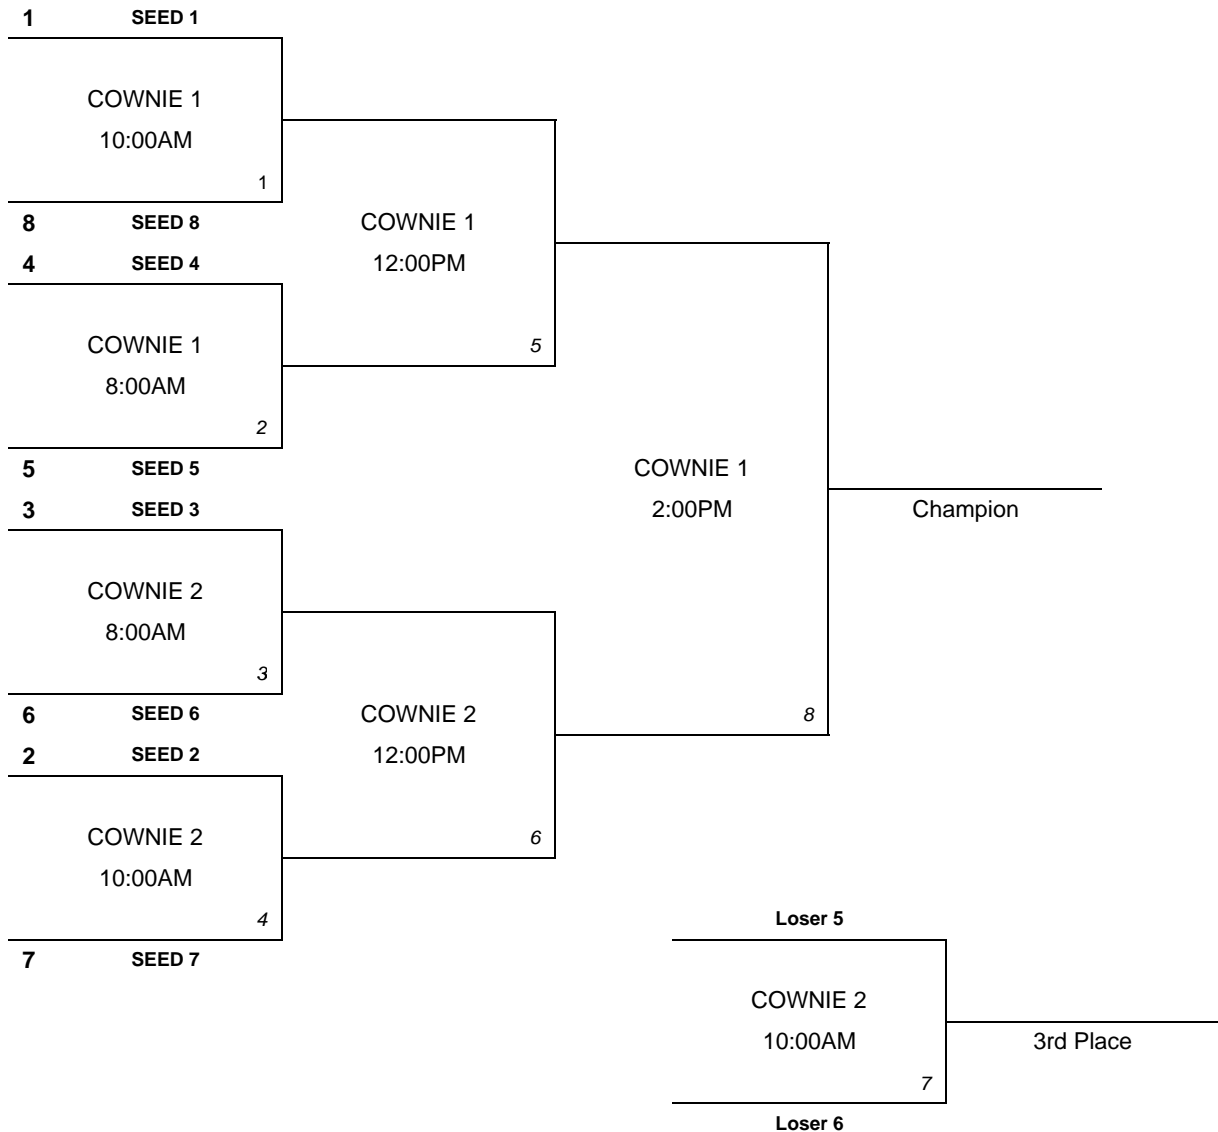 1 SEED 1
COWNIE 1
10:00AM
1
8 SEED 8
4 SEED 4
COWNIE 1
8:00AM
2
5 SEED 5
COWNIE 1
12:00PM
5
3 SEED 3
COWNIE 2
8:00AM
3
6 SEED 6
2 SEED 2
COWNIE 2
10:00AM
4
7 SEED 7
COWNIE 2
12:00PM
6
COWNIE 1
2:00PM
8
Champion
Loser 5
COWNIE 2
10:00AM
7
Loser 6
3rd Place